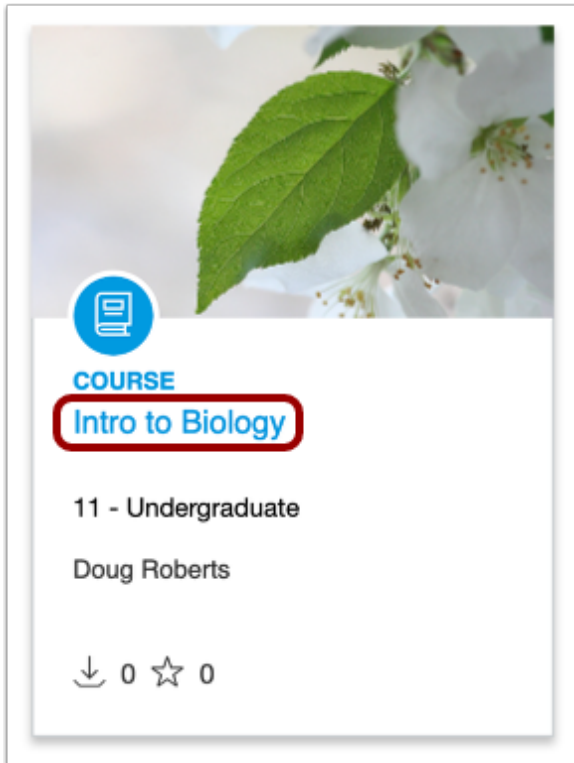 COURSE
Intro to Biology
11 - Undergraduate
Doug Roberts
0 0